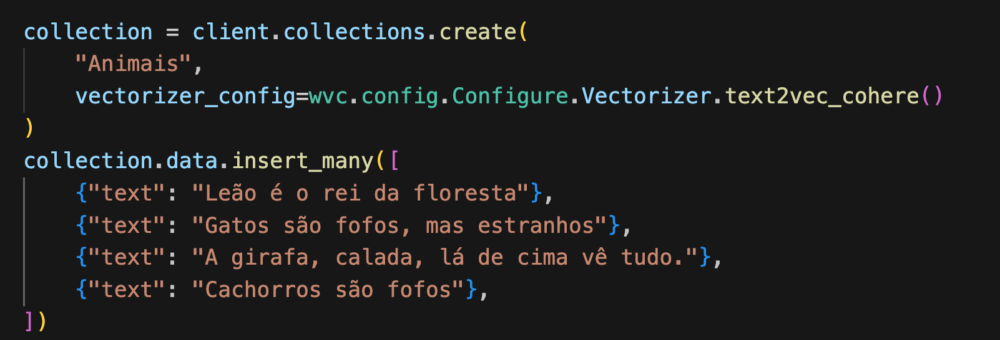 collection = client.collections.create(
    "Animais",
    vectorizer_config=wvc.config.Configure.Vectorizer.text2vec_cohere()
)
collection.data.insert_many([
    {"text": "Leão é o rei da floresta"},
    {"text": "Gatos são fofos, mas estranhos"},
    {"text": "A girafa, calada, lá de cima vê tudo."},
    {"text": "Cachorros são fofos"},
])